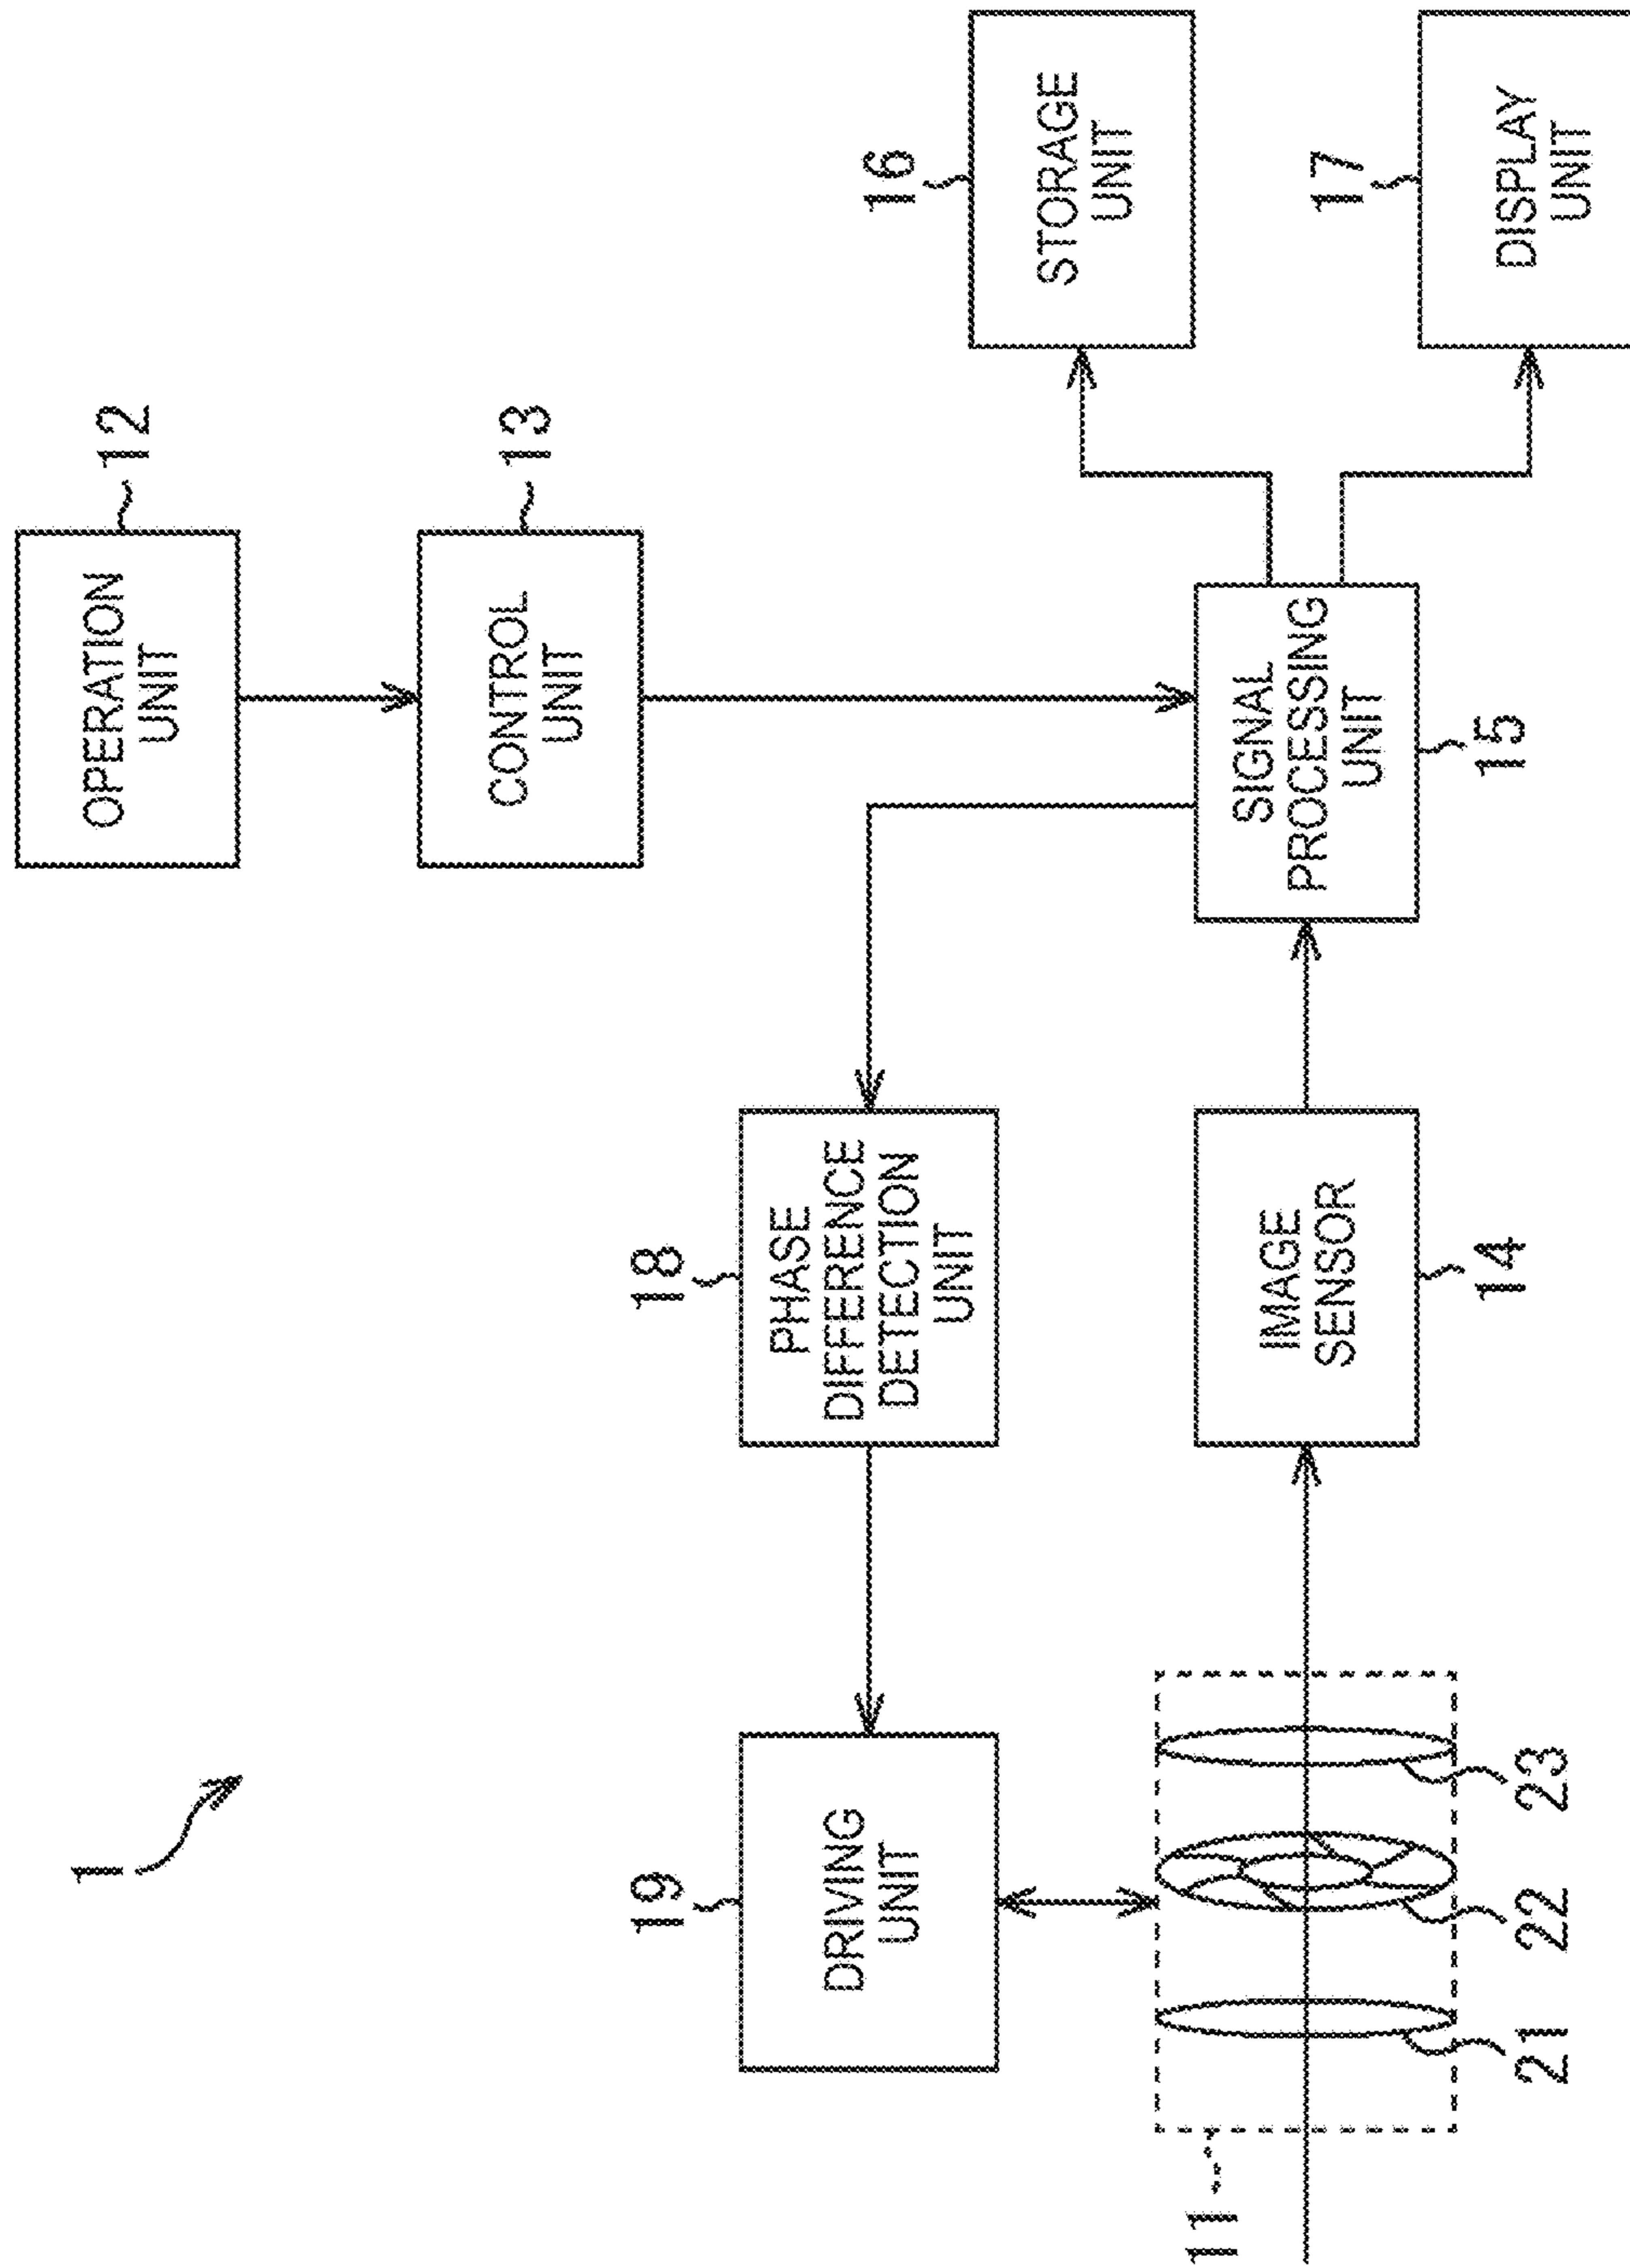 1
12
OPERATION
UNIT
13
CONTROL
UNIT
19
DRIVING
UNIT
18
PHASE
DIFFERENCE
DETECTION
UNIT
16
STORAGE
UNIT
11
21
22
23
IMAGE
SENSOR
14
SIGNAL
PROCESSING
UNIT
15
17
DISPLAY
UNIT